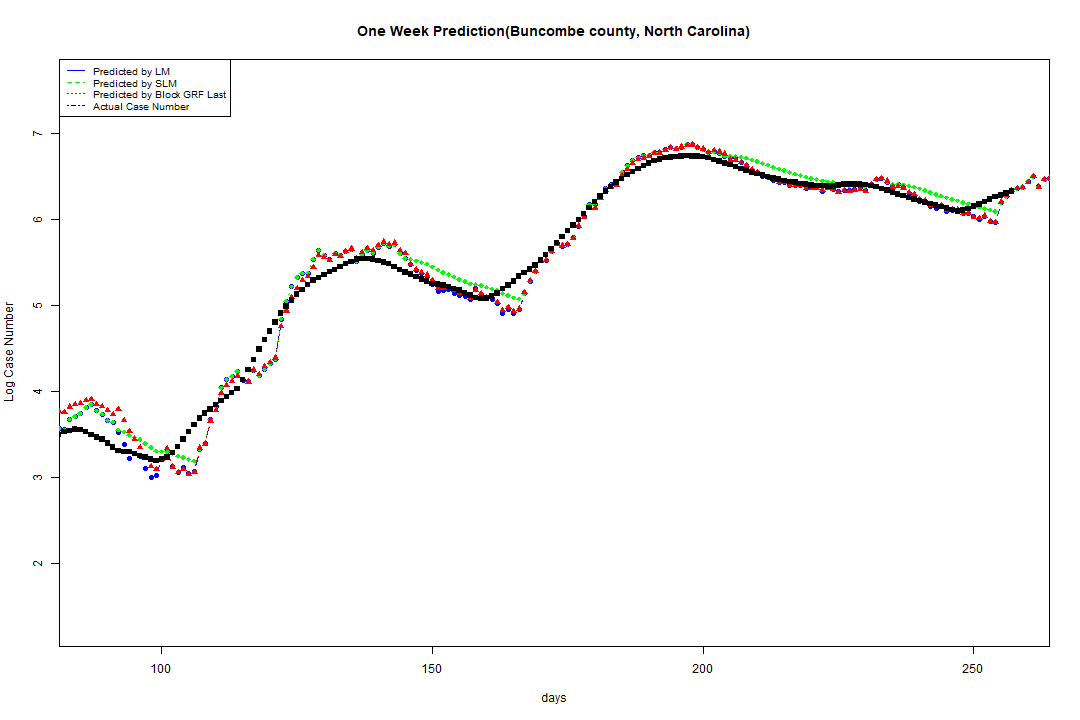 One Week Prediction(Buncombe county, North Carolina)
Predicted by LM
Predicted by SLM
Predicted by Block GRF Last
Actual Case Number
7
6
5
4
3
2
Log Case Number
100 150 200 250
days